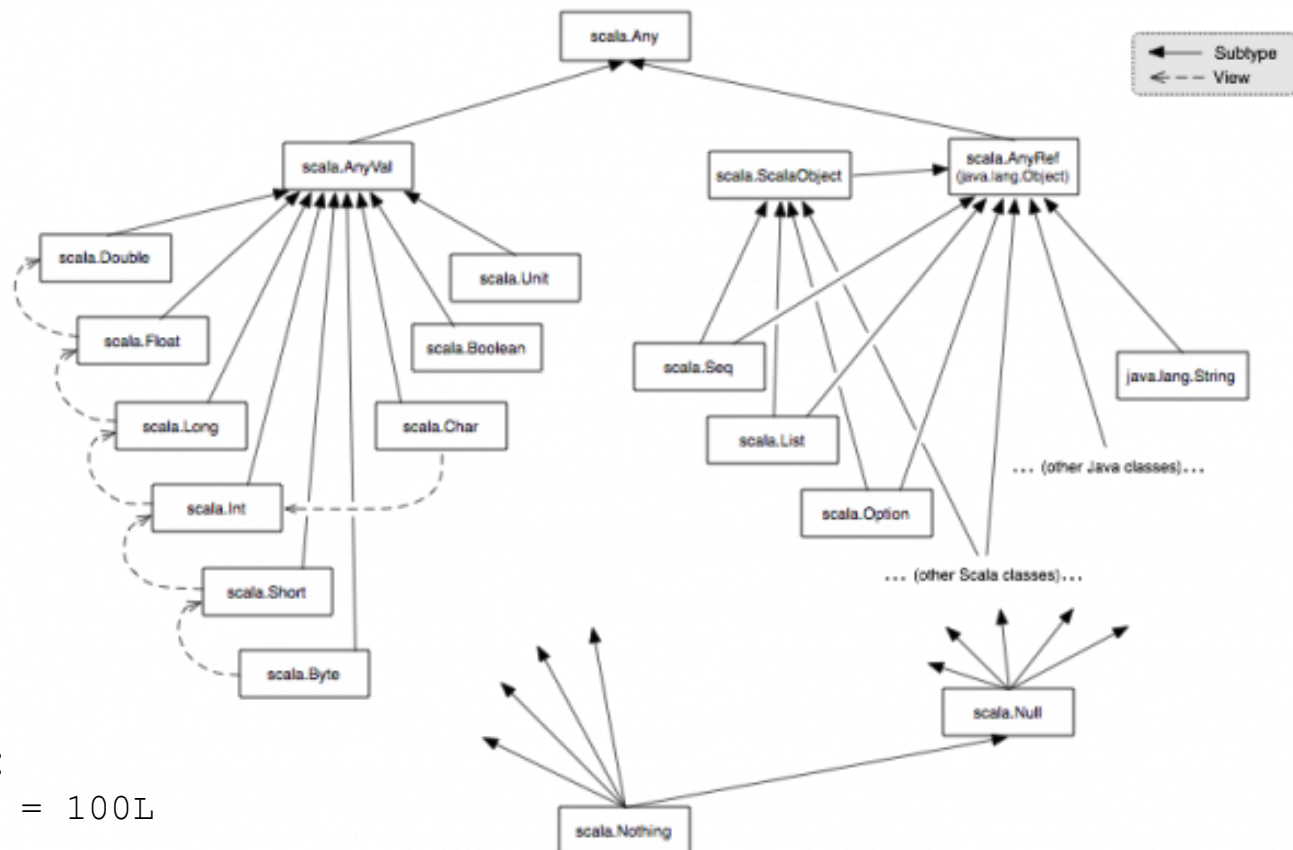 scala.Any
Subtype
View
scala.AnyVal
scala.ScalaObject
scala.AnyRef
(java.lang.Object)
scala.Double
scala.Unit
scala.Float
scala.Boolean
scala.Seq
java.lang.String
scala.Long
scala.Char
scala.List
... (other Java classes)...
scala.Int
scala.Option
... (other Scala classes)...
scala.Short
scala.Byte
scala.Null
= 100L
scala.Nothing